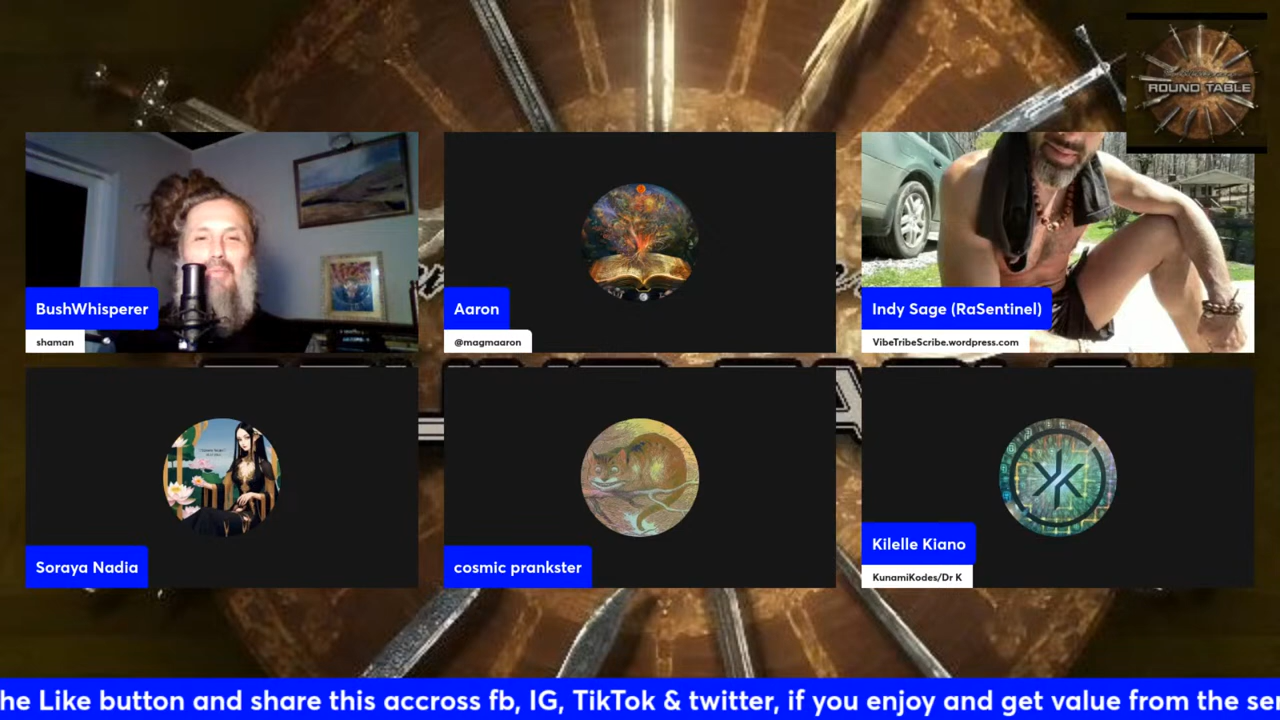 ROUND TABLE
BushWhisperer
shaman
Aaron
@magmaaron
Indy Sage (RaSentinel)
VibeTribeScribe.wordpress.com
Soraya Nadia
cosmic prankster
Kilelle Kiano
KunamiKodes/Dr K
he Like button and share this accross fb, IG, TikTok & twitter, if you enjoy and get value from the se